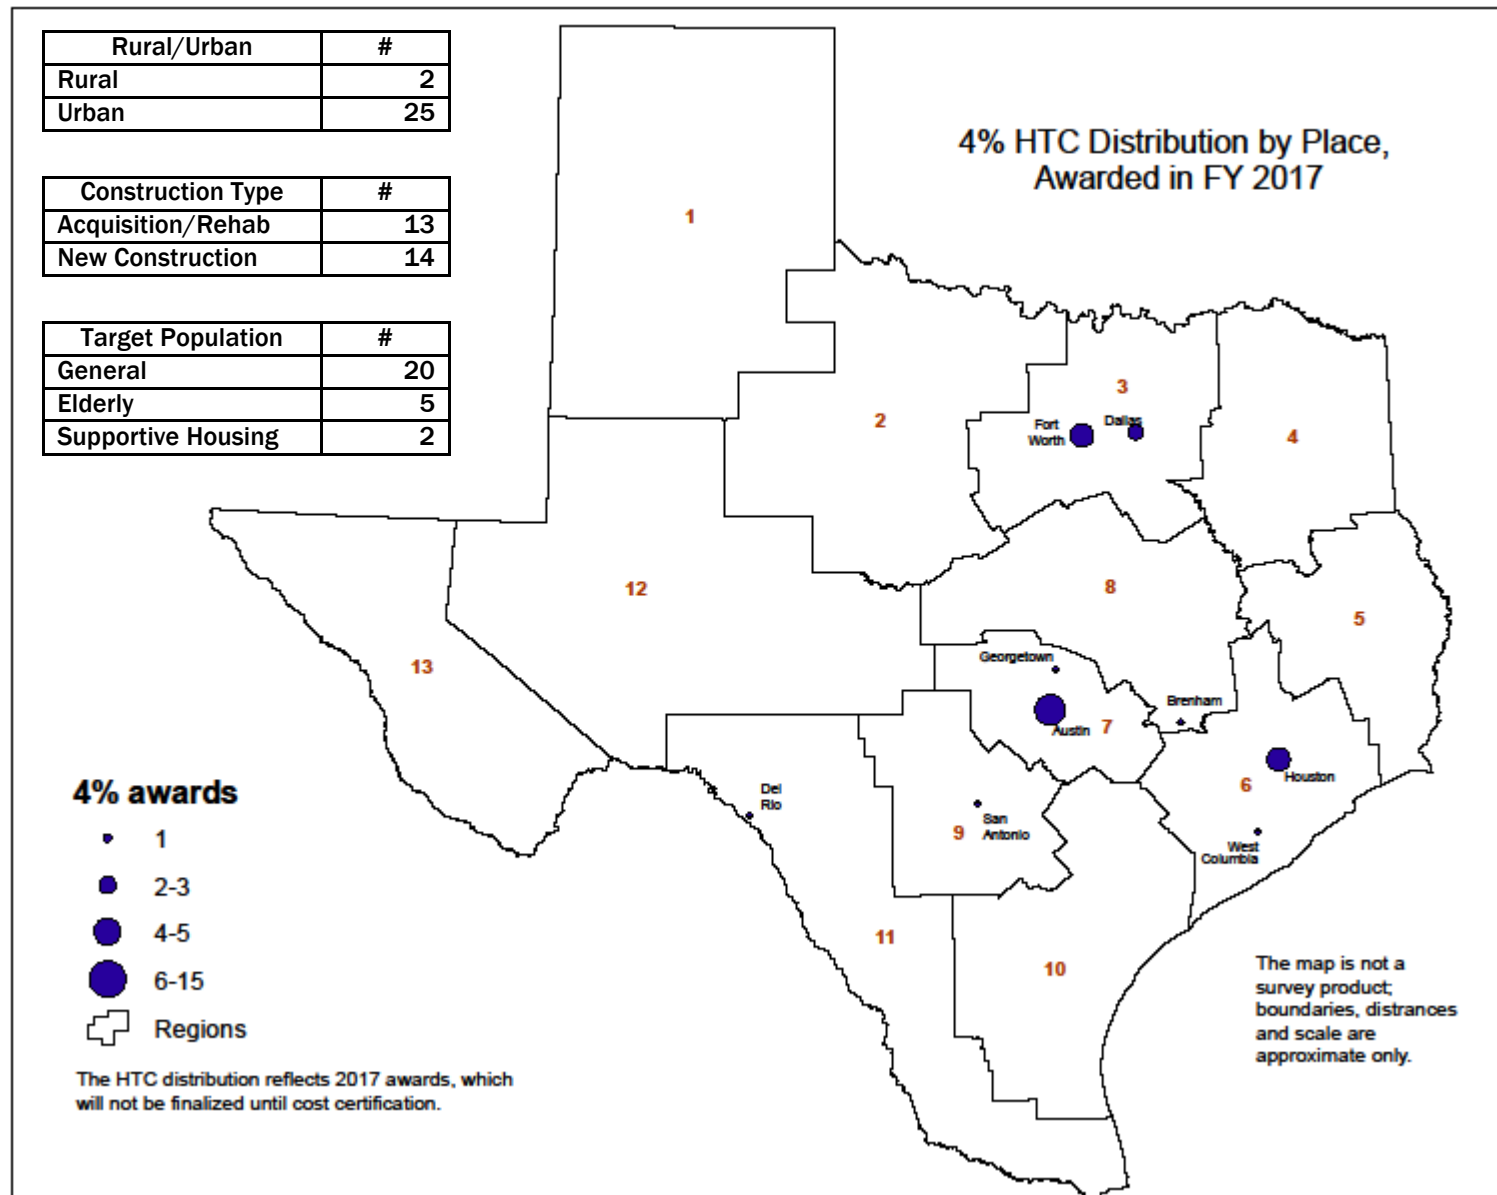 Rural/Urban #
Rural 2
Urban 25
Construction Type #
Acquisition/Rehab 13
New Construction 14
Target Population #
General 20
Elderly 5
Supportive Housing 2
4% HTC Distribution by Place,
Awarded in FY 2017
1
2
3
Fort
Worth
Dallas
4
12
8
5
13
Georgetown
Brenham
Austin
7
Houston
6
Del
Rio
San
Antonio
9
West
Columbia
11
10
4% awards
1
2-3
4-5
6-15
Regions
The HTC distribution reflects 2017 awards, which
will not be finalized until cost certification.
The map is not a
survey product;
boundaries, distrances
and scale are
approximate only.